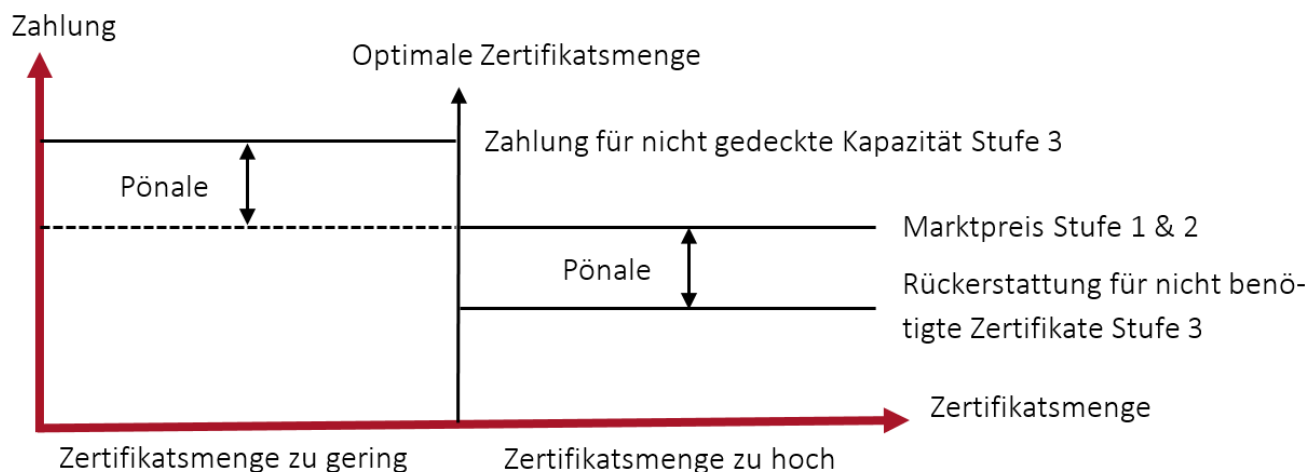 Zahlung
Optimale Zertifikatsmenge
Zahlung für nicht gedeckte Kapazität Stufe 3
Pönale
Marktpreis Stufe 1 & 2
Pönale
Rückerstattung für nicht benö-
tigte Zertifikate Stufe 3
Zertifikatsmenge
Zertifikatsmenge zu gering
Zertifikatsmenge zu hoch